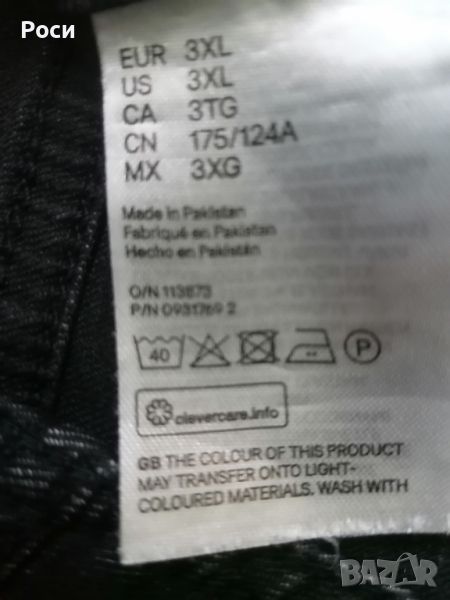 Роси
EUR 3XL
US 3XL
CA 3TG
CN 175/124A
MX 3XG
Made in Pakistan
Fabriqué en Pakistan
Hecho en Pakistán
O/N 113873
P/N 0931769 2
40
P
clevercare.info
GB THE COLOUR OF THIS PRODUCT
MAY TRANSFER ONTO LIGHT-
COLOURED MATERIALS. WASH WITH
BAZAR